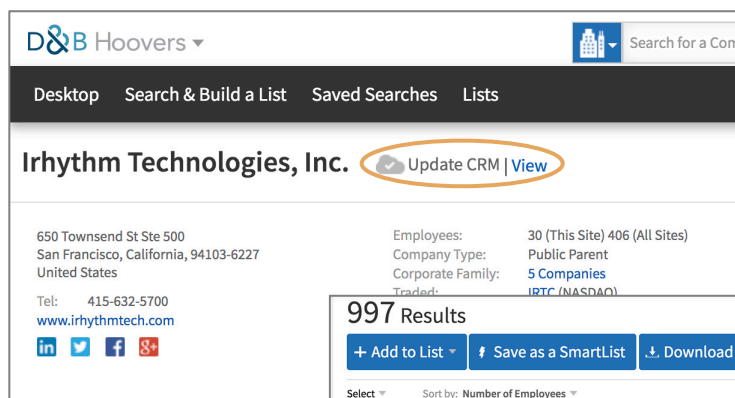 D&B Hoovers
Search for a Com
Desktop Search & Build a List Saved Searches Lists
Irhythm Technologies, Inc. Update CRM | View
650 Townsend St Ste 500
San Francisco, California, 94103-6227
United States
Tel: 415-632-5700
www.irhythmtech.com
Employees: 30 (This Site) 406 (All Sites)
Company Type: Public Parent
Corporate Family: 5 Companies
Traded: IRTC (NASDAQ)
997 Results
+ Add to List Save as a SmartList Download
Select Sort by: Number of Employees